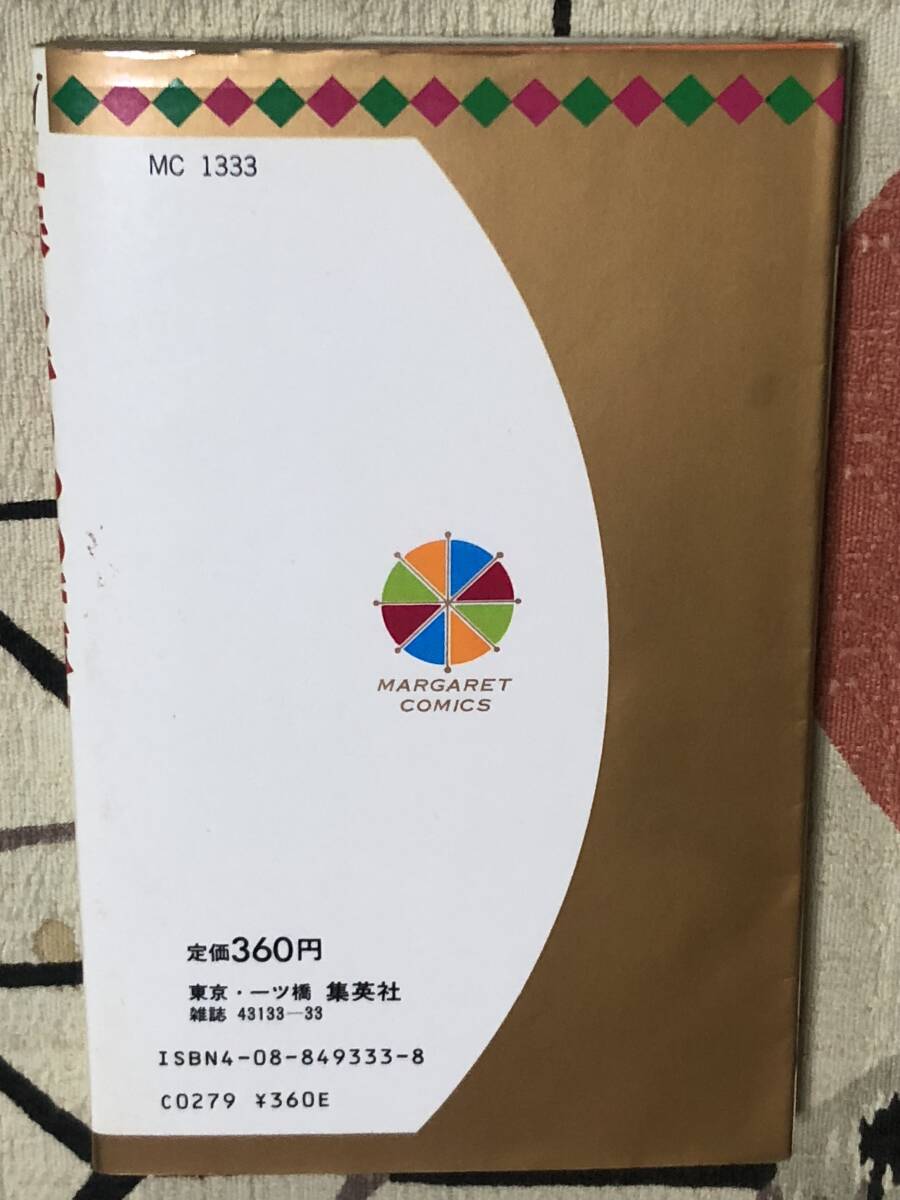 MC 1333
MARGARET
COMICS
定価360円
東京・一ツ橋 集英社
雑誌 43133―33
ISBN4-08-849333-8
C0279 ¥360E